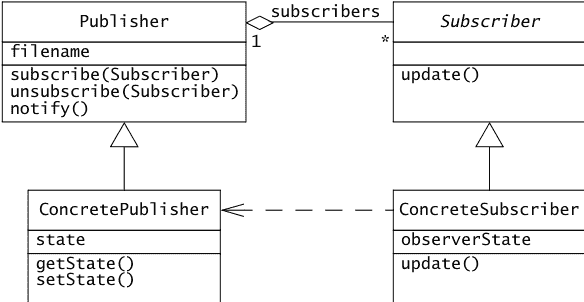 Publisher
filename
subscribe(Subscriber)
unsubscribe(Subscriber)
notify()
subscribers
1
*
Subscriber
update()
ConcretePublisher
state
getState()
setState()
ConcreteSubscriber
observerState
update()